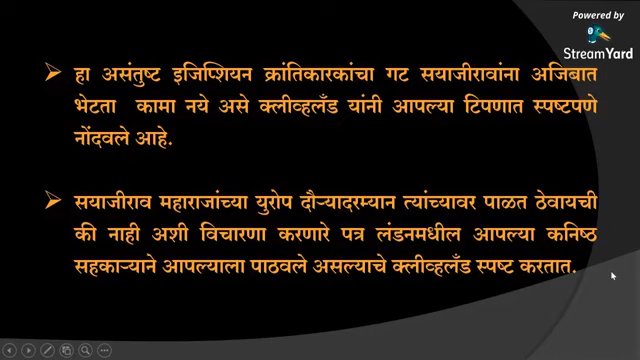 Powered by
StreamYard
हा असंतुष्ट इजिप्शियन क्रांतिकारकांचा गट सयाजीरावांना अजिबात
भेटता कामा नये असे क्लीव्हलँड यांनी आपल्या टिपणात स्पष्टपणे
नोंदवले आहे.
सयाजीराव महाराजांच्या युरोप दौऱ्यादरम्यान त्यांच्यावर पाळत ठेवायची
की नाही अशी विचारणा करणारे पत्र लंडनमधील आपल्या कनिष्ठ
सहकाऱ्याने आपल्याला पाठवले असल्याचे क्लीव्हलँड स्पष्ट करतात.